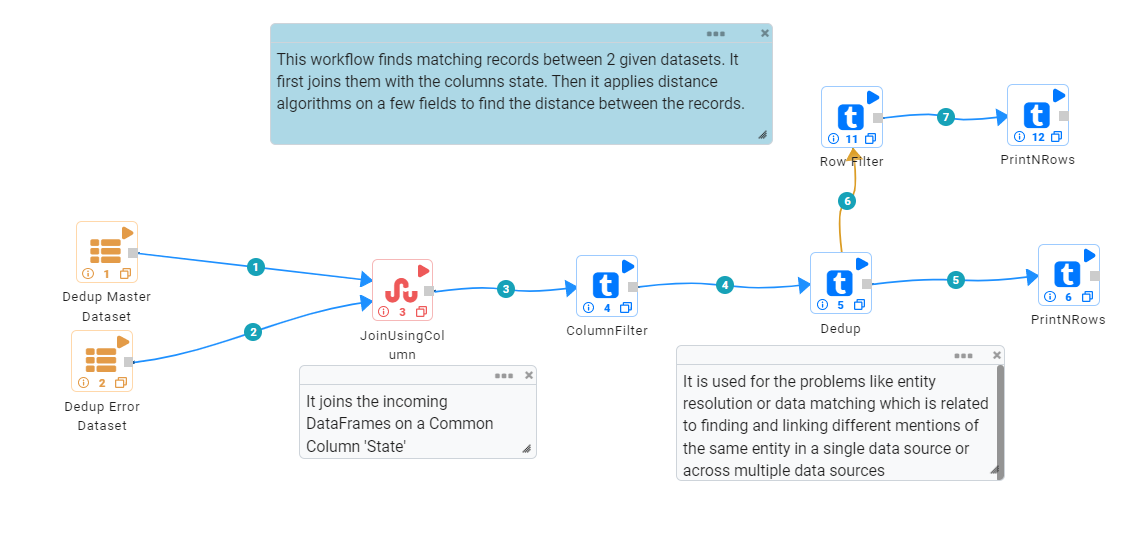 This workflow finds matching records between 2 given datasets. It
first joins them with the columns state. Then it applies distance
algorithms on a few fields to find the distance between the records.
t
11
Row Filter
7
t
12
PrintNRows
6
1
Dedup Master
Dataset
1
2
Dedup Error
Dataset
2
3
JoinUsingCol
umn
3
t
4
ColumnFilter
4
t
5
Dedup
5
t
6
PrintNRows
It joins the incoming
DataFrames on a Common
Column 'State'
It is used for the problems like entity
resolution or data matching which is related
to finding and linking different mentions of
the same entity in a single data source or
across multiple data sources